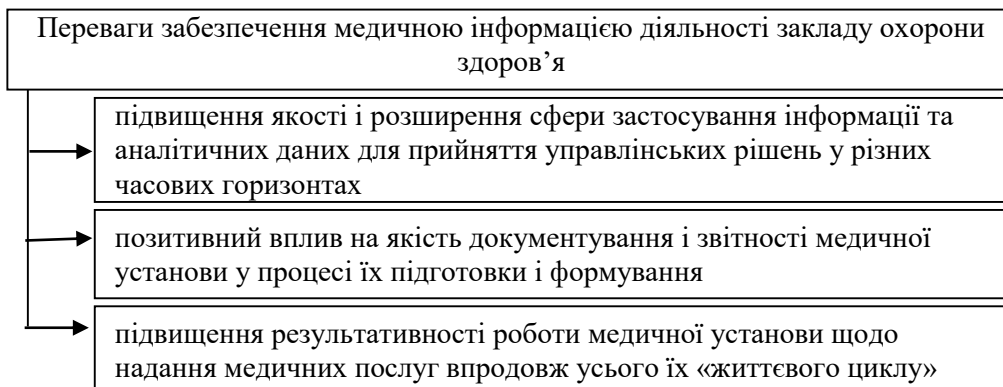 Переваги забезпечення медичною інформацією діяльності закладу охорони
здоров’я
підвищення якості і розширення сфери застосування інформації та
аналітичних даних для прийняття управлінських рішень у різних
часових горизонтах
позитивний вплив на якість документування і звітності медичної
установи у процесі їх підготовки і формування
підвищення результативності роботи медичної установи щодо
надання медичних послуг впродовж усього їх «життєвого циклу»